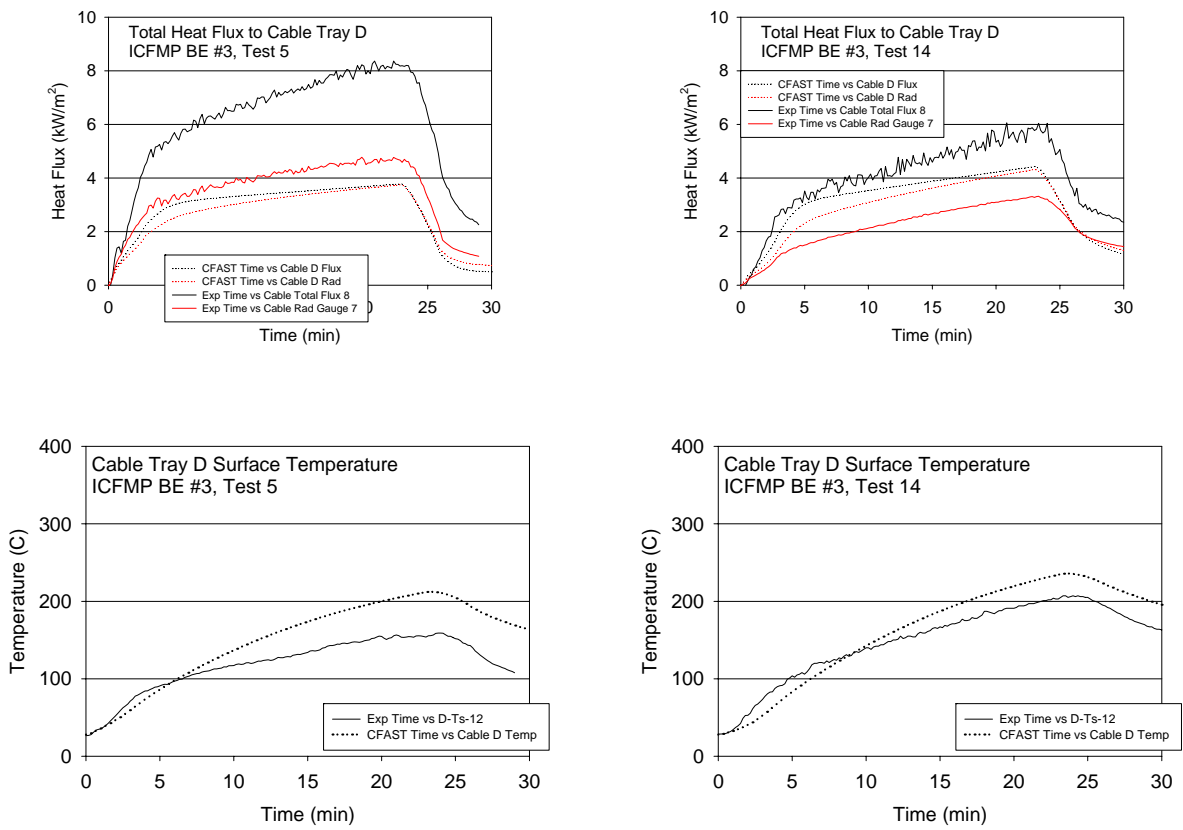 Total Heat Flux to Cable Tray D
ICFMP BE #3, Test 5
Heat Flux (kW/m²)
10
8
6
4
2
0
CFAST Time vs Cable D Flux
CFAST Time vs Cable D Rad
Exp Time vs Cable Total Flux 8
Exp Time vs Cable Rad Gauge 7
0 5 10 15 20 25 30
Time (min)
Total Heat Flux to Cable Tray D
ICFMP BE #3, Test 14
Heat Flux (kW/m²)
10
8
6
4
2
0
CFAST Time vs Cable D Flux
CFAST Time vs Cable D Rad
Exp Time vs Cable Total Flux 8
Exp Time vs Cable Rad Gauge 7
0 5 10 15 20 25 30
Time (min)
Cable Tray D Surface Temperature
ICFMP BE #3, Test 5
Temperature (C)
400
300
200
100
0
Exp Time vs D-Ts-12
CFAST Time vs Cable D Temp
0 5 10 15 20 25 30
Time (min)
Cable Tray D Surface Temperature
ICFMP BE #3, Test 14
Temperature (C)
400
300
200
100
0
Exp Time vs D-Ts-12
CFAST Time vs Cable D Temp
0 5 10 15 20 25 30
Time (min)